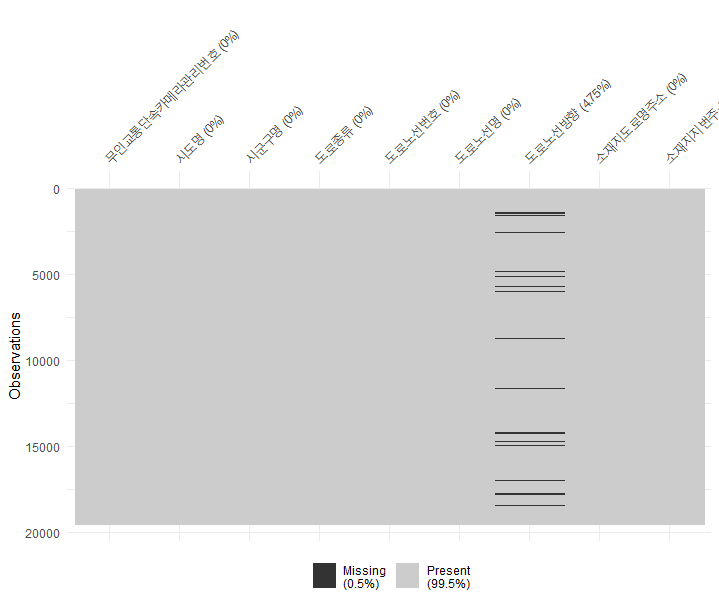 무인교통단속카메라관리번호 (0%)
시도명 (0%)
시군구명 (0%)
도로종류 (0%)
도로노선번호 (0%)
도로노선명 (0%)
도로노선방향 (4.75%)
소재지도로명주소 (0%)
소재지지번주
0
5000
10000
15000
20000
Observations
Missing
(0.5%)
Present
(99.5%)